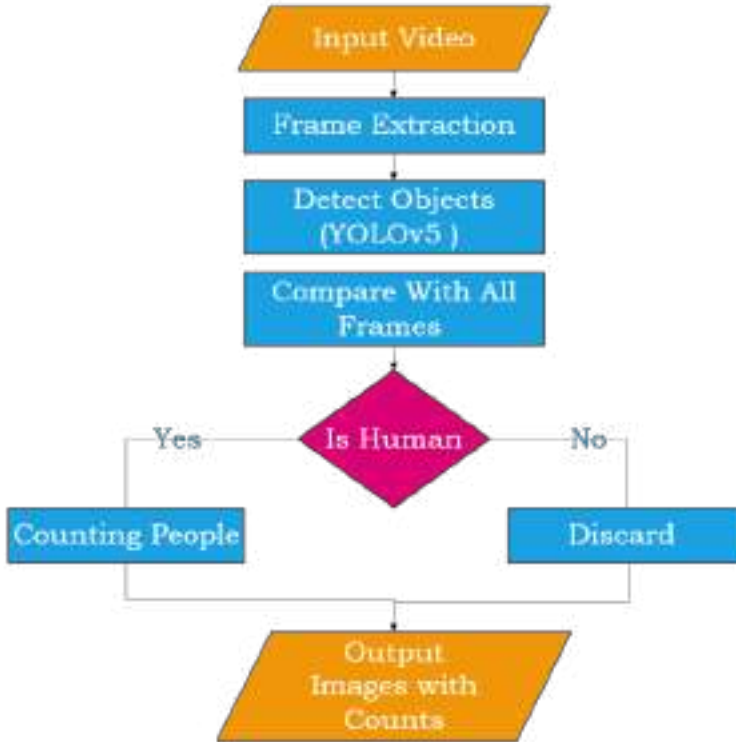 Input Video
Frame Extraction
Detect Objects
(YOLOv5 )
Compare With All
Frames
Yes
Is Human
No
Counting People
Discard
Output
Images with
Counts